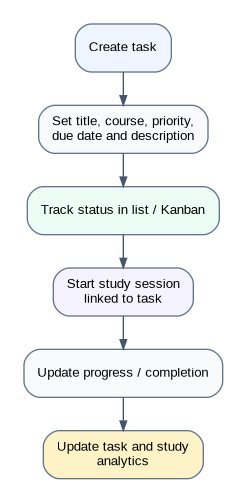 Create task
Set title, course, priority,
due date and description
Track status in list / Kanban
Start study session
linked to task
Update progress / completion
Update task and study
analytics